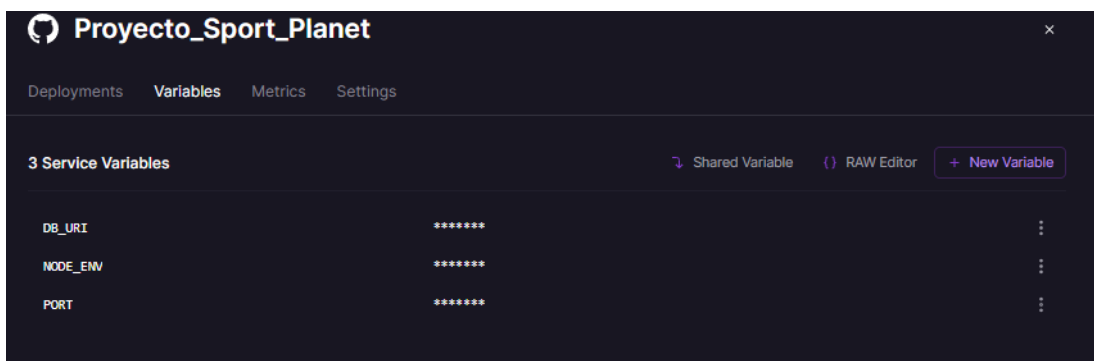 Proyecto_Sport_Planet
Deployments Variables Metrics Settings
3 Service Variables Shared Variable {} RAW Editor + New Variable
DB_URI *******
NODE_ENV *******
PORT *******